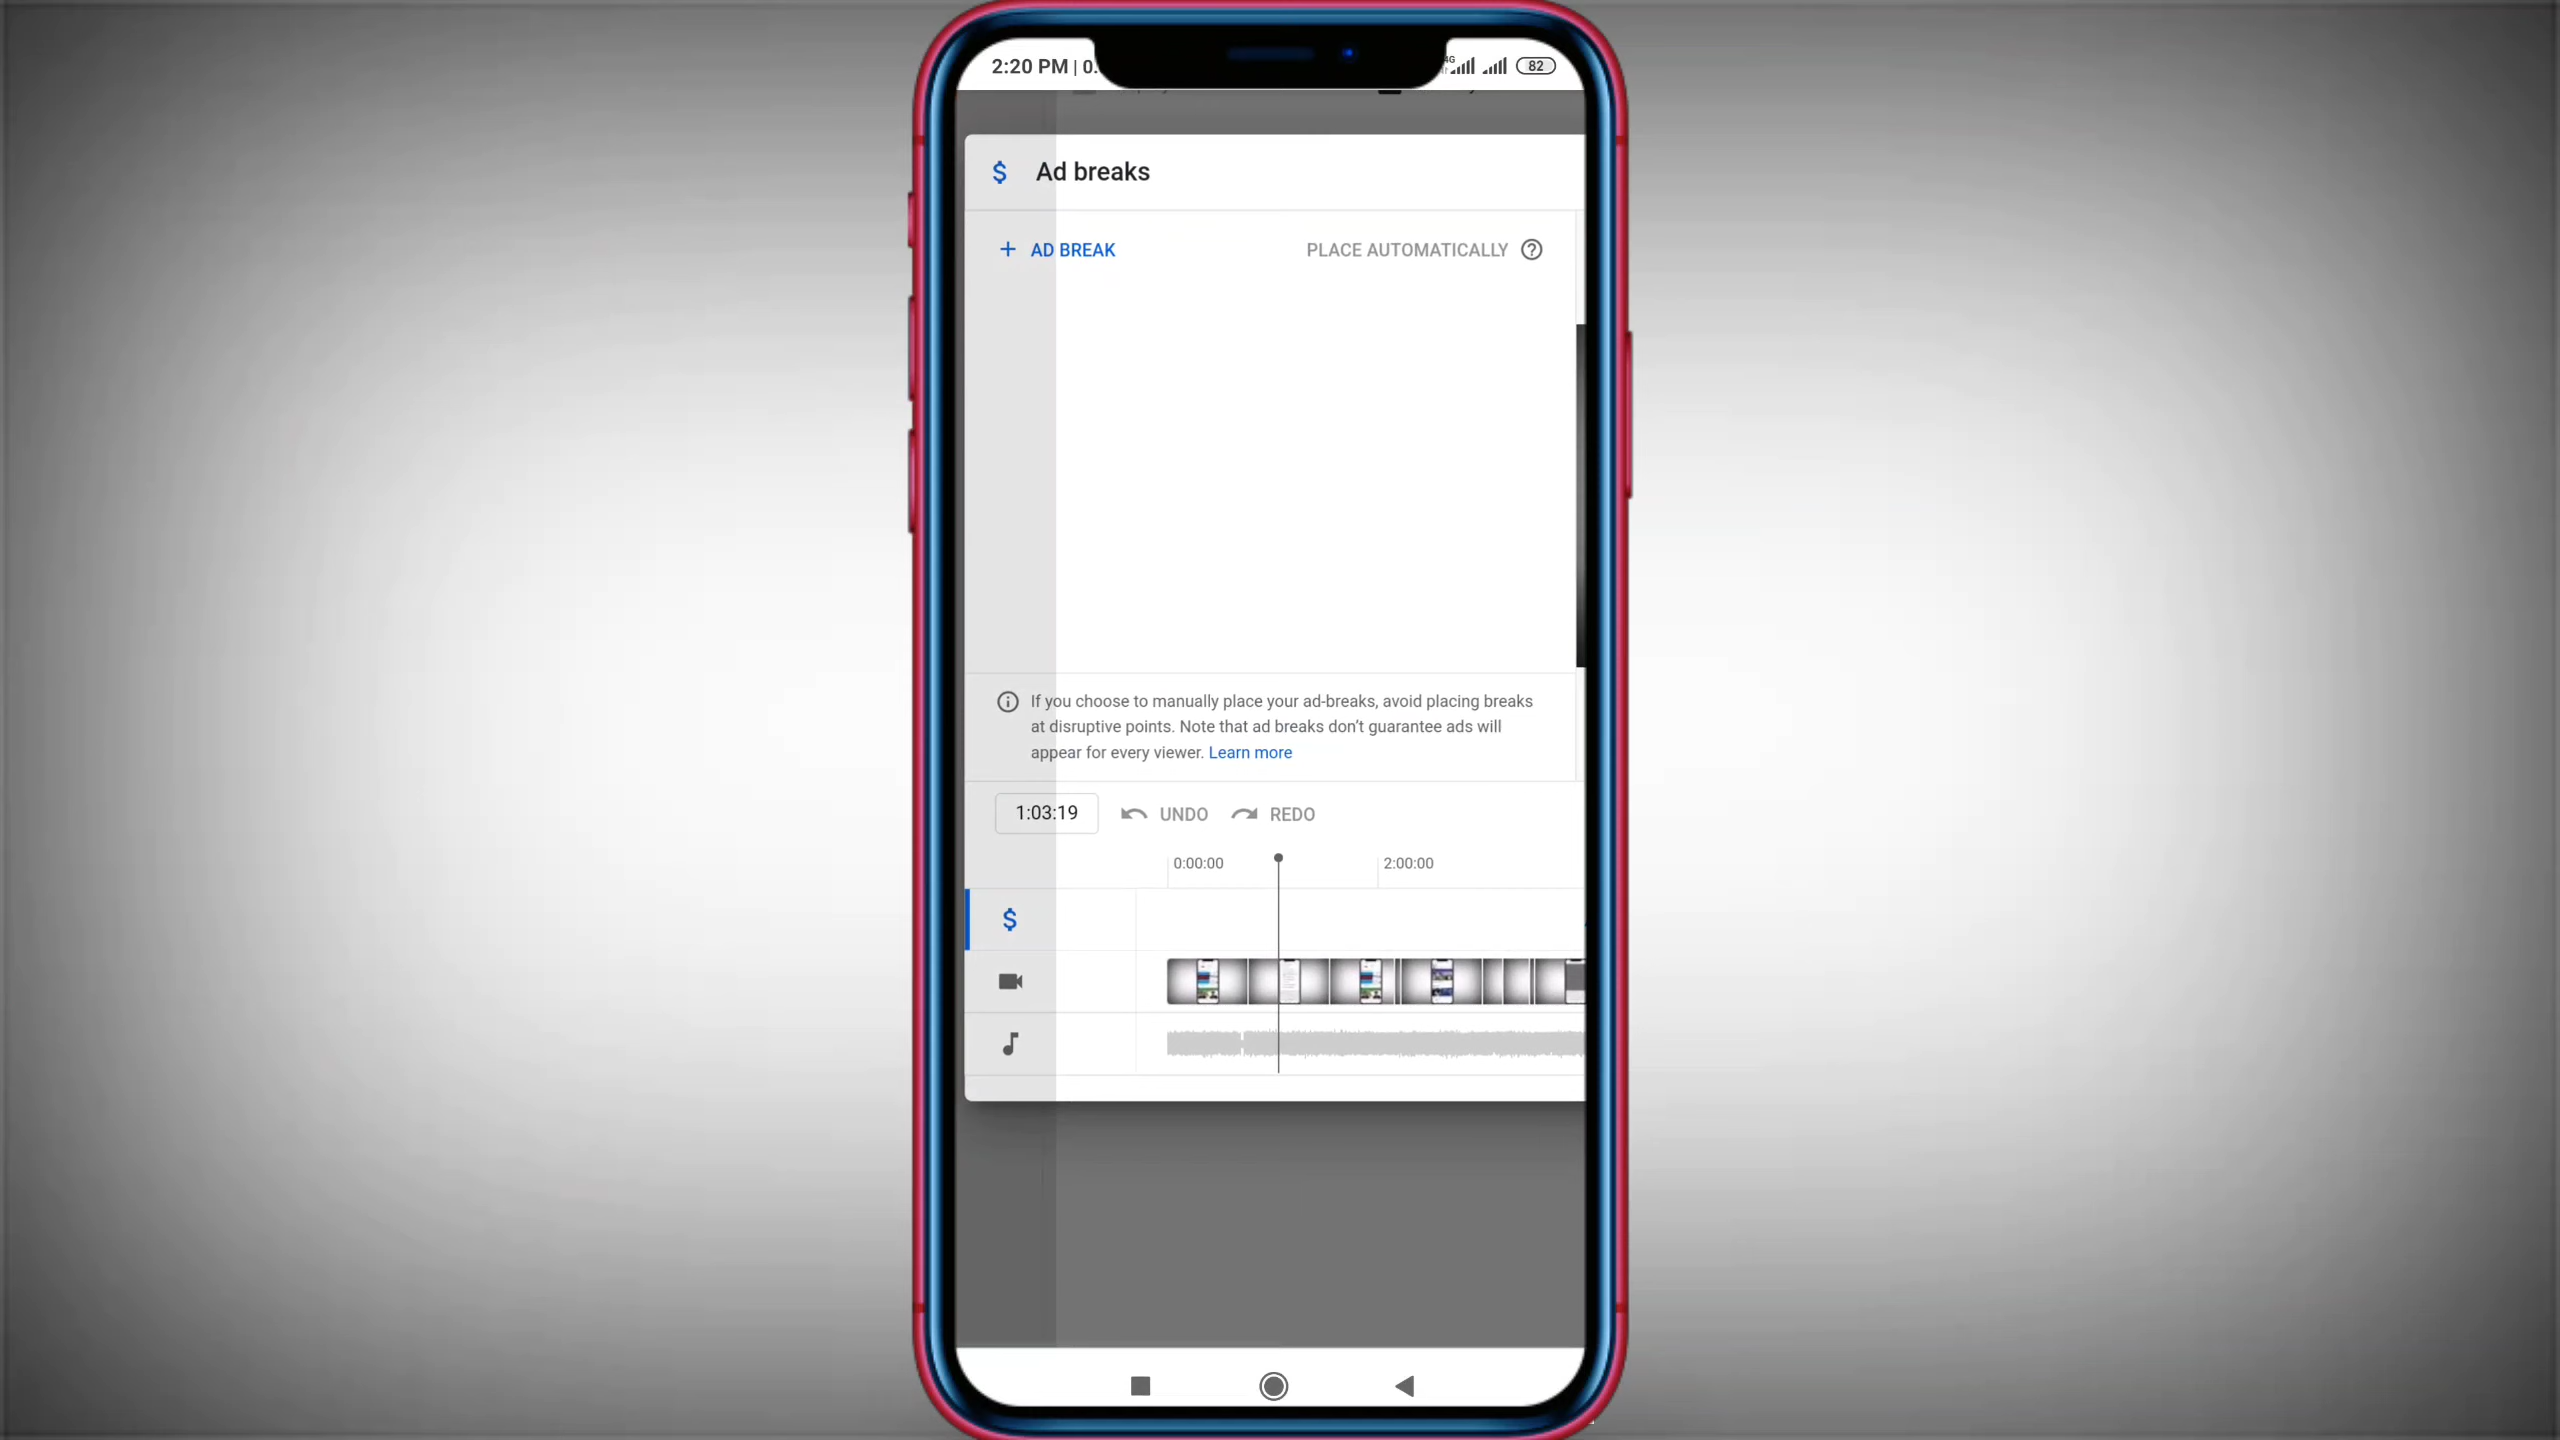 2:20 PM | 0.
4G
82
Ad breaks
AD BREAK
PLACE AUTOMATICALLY
If you choose to manually place your ad-breaks, avoid placing breaks
at disruptive points. Note that ad breaks don't guarantee ads will
appear for every viewer. Learn more
1:03:19
UNDO
REDO
0:00:00
2:00:00